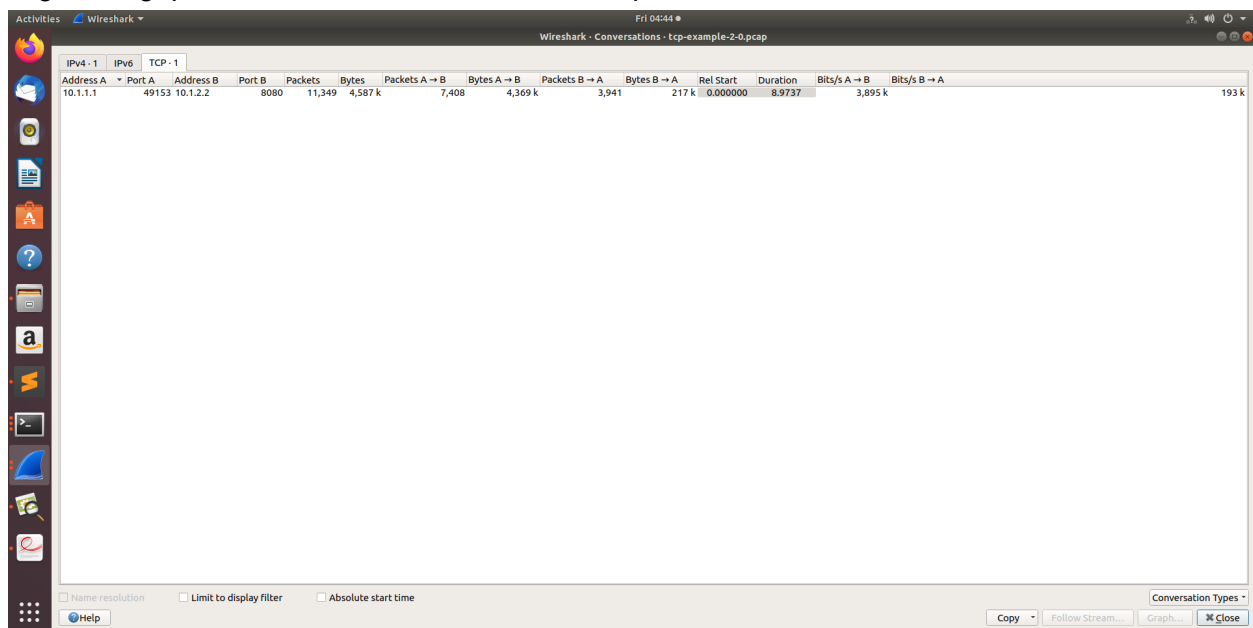 Activities Wireshark Fri 04:44
Wireshark · Conversations · tcp-example-2-0.pcap
IPv4 · 1 IPv6 TCP · 1
Address A Port A Address B Port B Packets Bytes Packets A → B Bytes A → B Packets B → A Bytes B → A Rel Start Duration Bits/s A → B Bits/s B → A
10.1.1.1 49153 10.1.2.2 8080 11,349 4,587 k 7,408 4,369 k 3,941 217 k 0.000000 8.9737 3,895 k 193 k
Name resolution Limit to display filter Absolute start time Conversation Types
Help Copy Follow Stream... Graph... Close